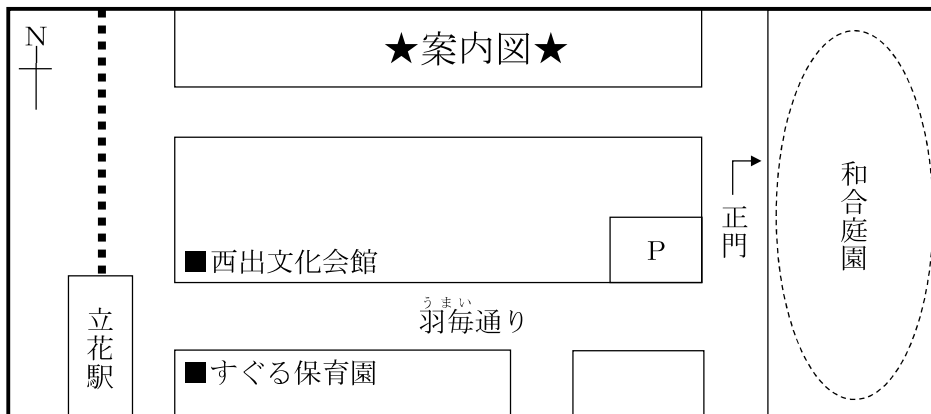 N
★案内図★
和合庭園
正門
P
■西出文化会館
うまい
羽毎通り
立花駅
■すぐる保育園